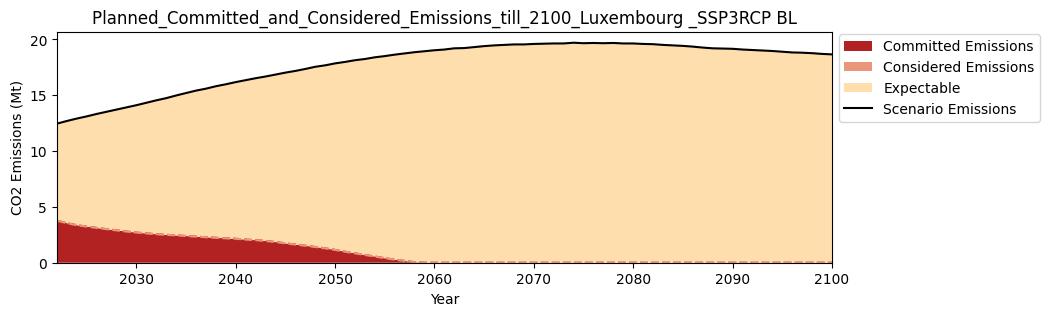 Planned_Committed_and_Considered_Emissions_till_2100_Luxembourg _SSP3RCP BL
20
15
10
5
0
CO2 Emissions (Mt)
2030 2040 2050 2060 2070 2080 2090 2100
Year
Committed Emissions
Considered Emissions
Expectable
Scenario Emissions